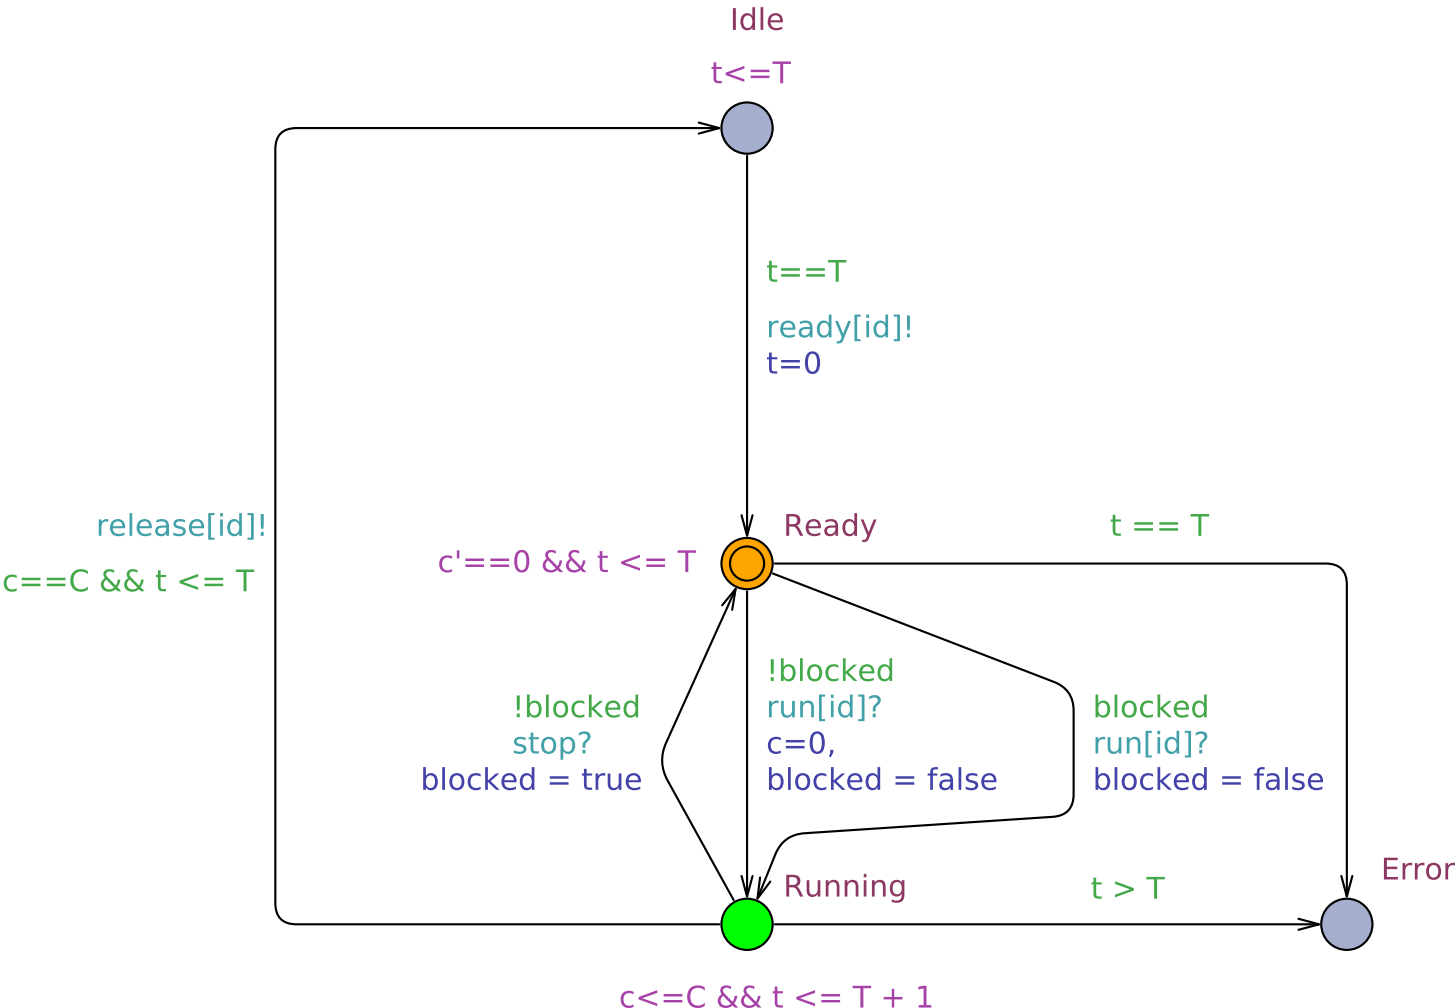 Idle
t<=T
t==T
ready[id]!
t=0
release[id]!
c==C && t <= T
Ready
c'==0 && t <= T
t == T
!blocked
stop?
blocked = true
!blocked
run[id]?
c=0,
blocked = false
blocked
run[id]?
blocked = false
Running
t > T
Error
c<=C && t <= T + 1